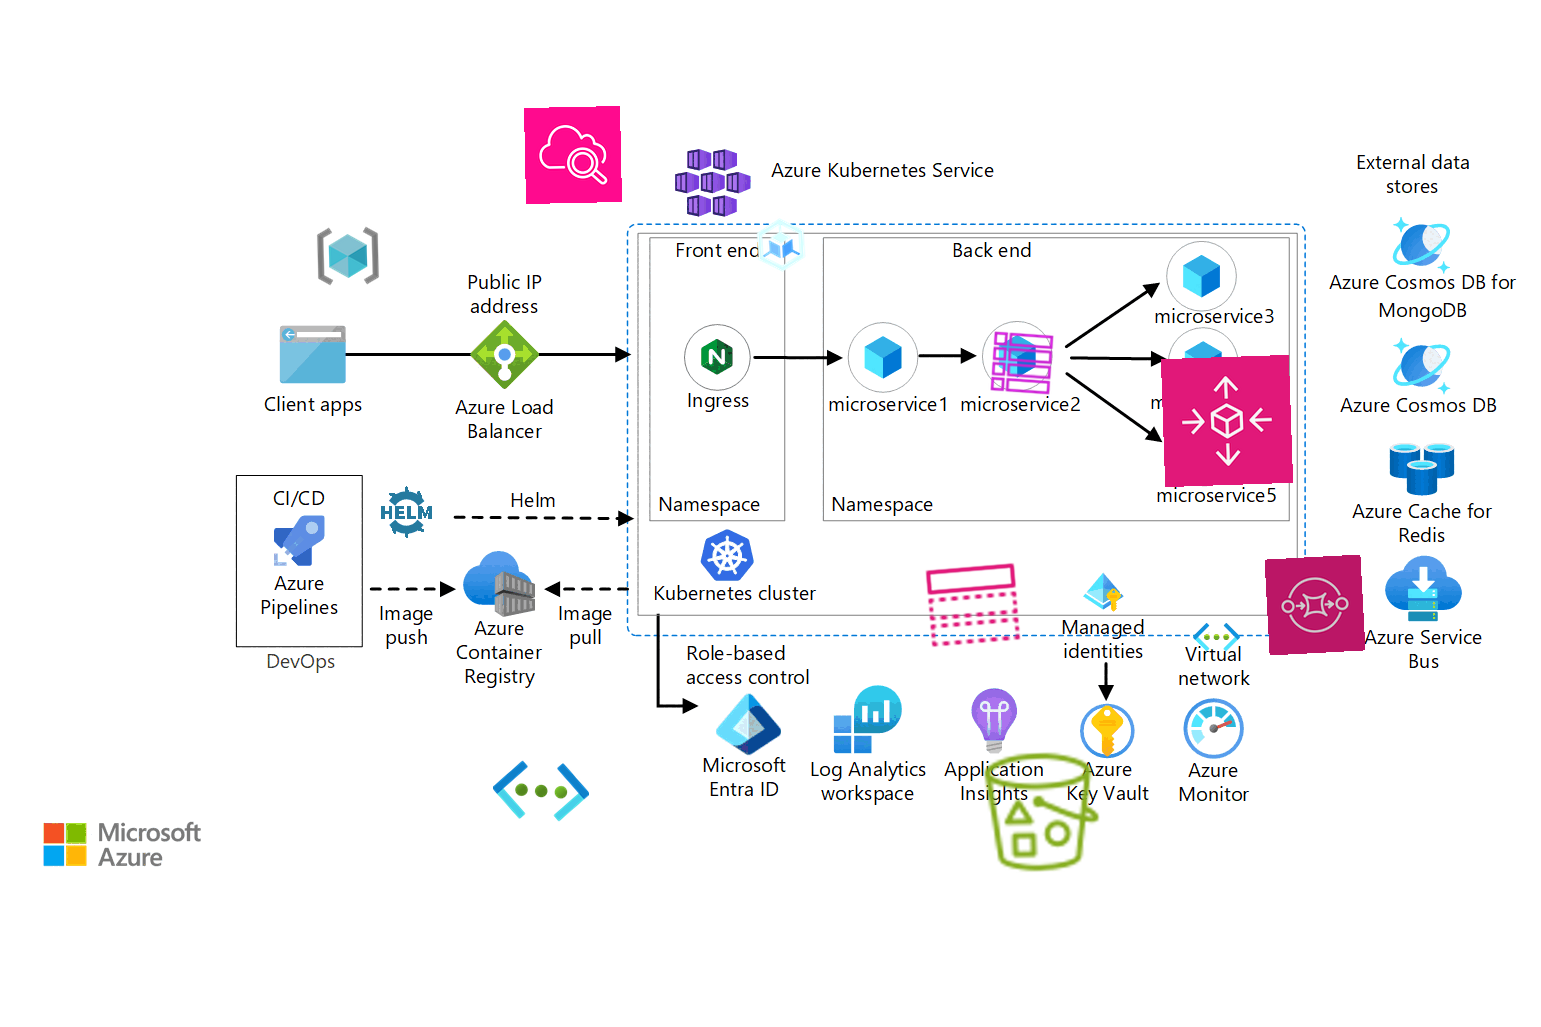 Azure Kubernetes Service
External data
stores
Front end
Back end
Public IP
address
Azure Cosmos DB for
MongoDB
microservice3
Client apps
Azure Load
Balancer
Ingress
microservice1
microservice2
Azure Cosmos DB
CI/CD
HELM
Helm
Namespace
Namespace
microservice5
Azure Cache for
Redis
Azure
Pipelines
Image
push
Image
pull
Kubernetes cluster
Azure
Container
Registry
DevOps
Managed
identities
Azure Service
Bus
Role-based
access control
Virtual
network
Microsoft
Entra ID
Log Analytics
workspace
Application
Insights
Azure
Key Vault
Azure
Monitor
Microsoft
Azure